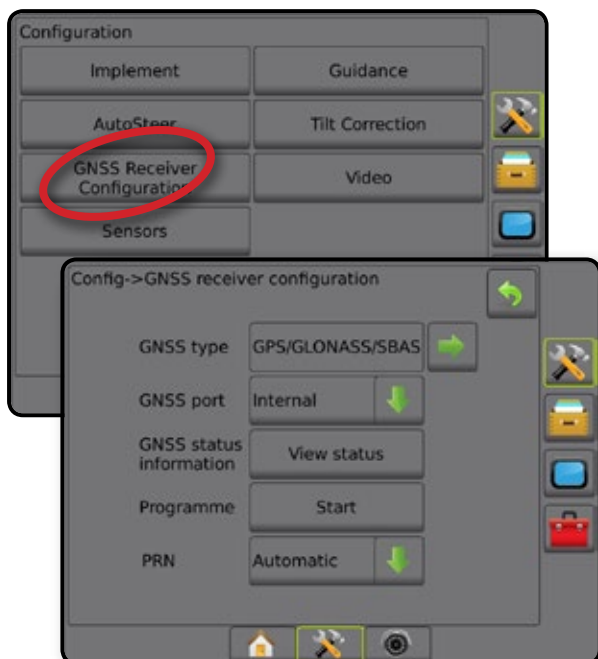 Configuration
Implement
Guidance
AutoSteer
Tilt Correction
GNSS Receiver
Configuration
Video
Sensors
Config->GNSS receiver configuration
GNSS type
GPS/GLONASS/SBAS
GNSS port
Internal
GNSS status
information
View status
Programme
Start
PRN
Automatic